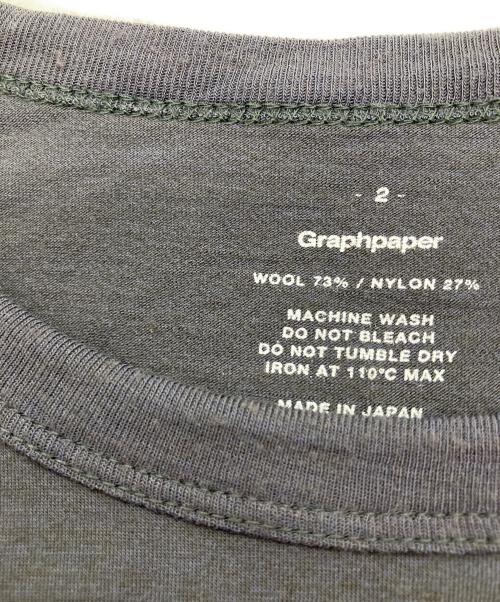 - 2 -
Graphpaper
WOOL 73% / NYLON 27%
MACHINE WASH
DO NOT BLEACH
DO NOT TUMBLE DRY
IRON AT 110°C MAX
MADE IN JAPAN